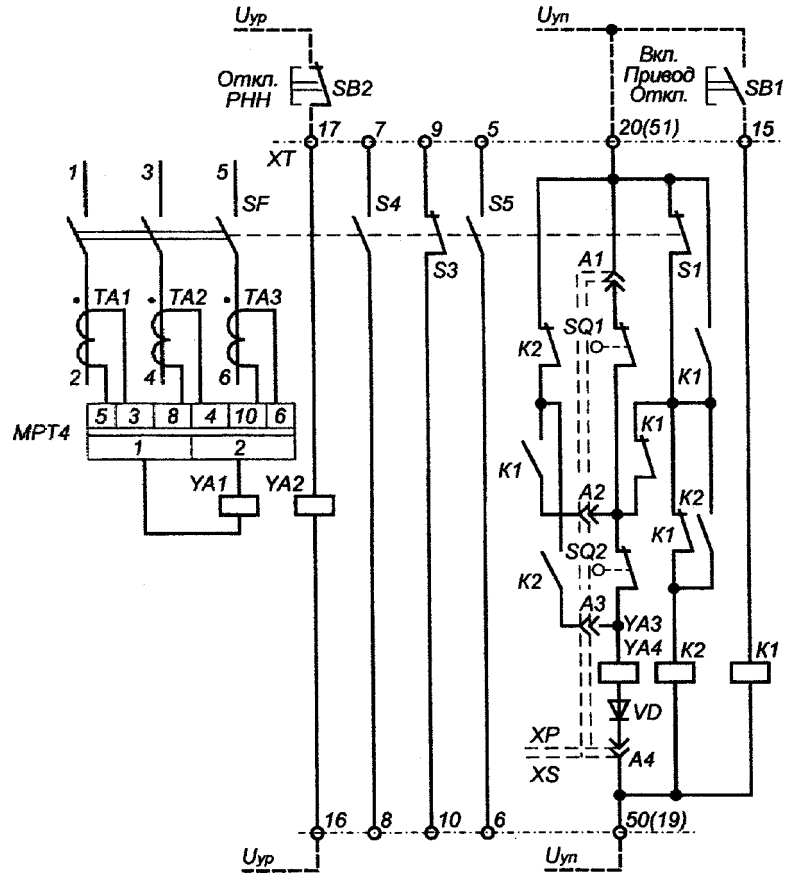 Uур
Uуп
Откл.
РНН
SB2
Вкл.
Привод
Откл.
SB1
17
7
9
5
20(51)
15
XT
1
3
5
SF
S4
S5
S3
A1
S1
TA1
TA2
TA3
SQ1
K2
K1
2
4
6
5
3
8
4
10
6
МРТ4
1
2
K1
YA1
YA2
K1
A2
K2
K1
SQ2
K2
A3
YA3
YA4
K2
K1
VD
XP
A4
XS
16
8
10
6
50(19)
Uур
Uуп